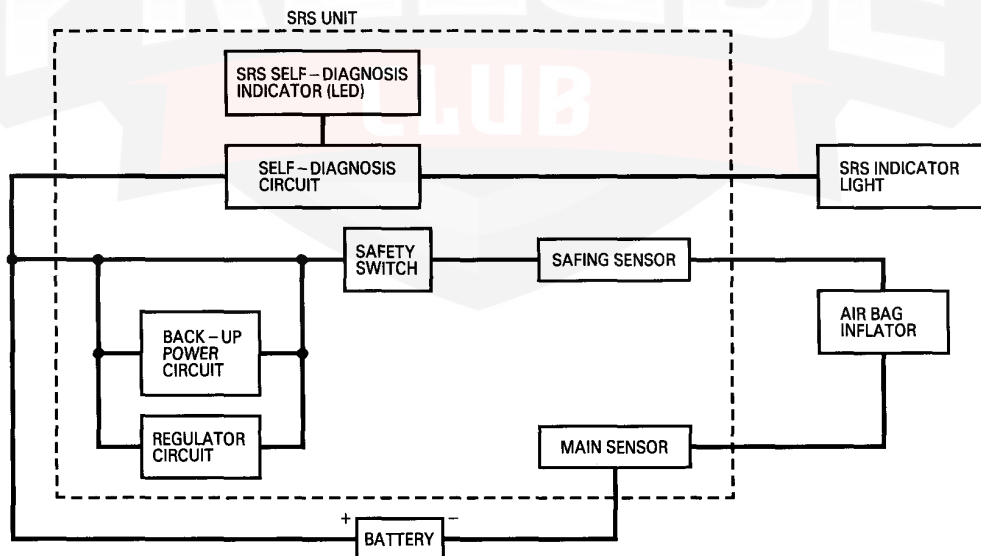 SRS UNIT
SRS SELF-DIAGNOSIS
INDICATOR (LED)
CLUB
SELF-DIAGNOSIS
CIRCUIT
SRS INDICATOR
LIGHT
SAFETY
SWITCH
SAFING SENSOR
AIR BAG
INFLATOR
BACK-UP
POWER
CIRCUIT
REGULATOR
CIRCUIT
MAIN SENSOR
+
-
BATTERY